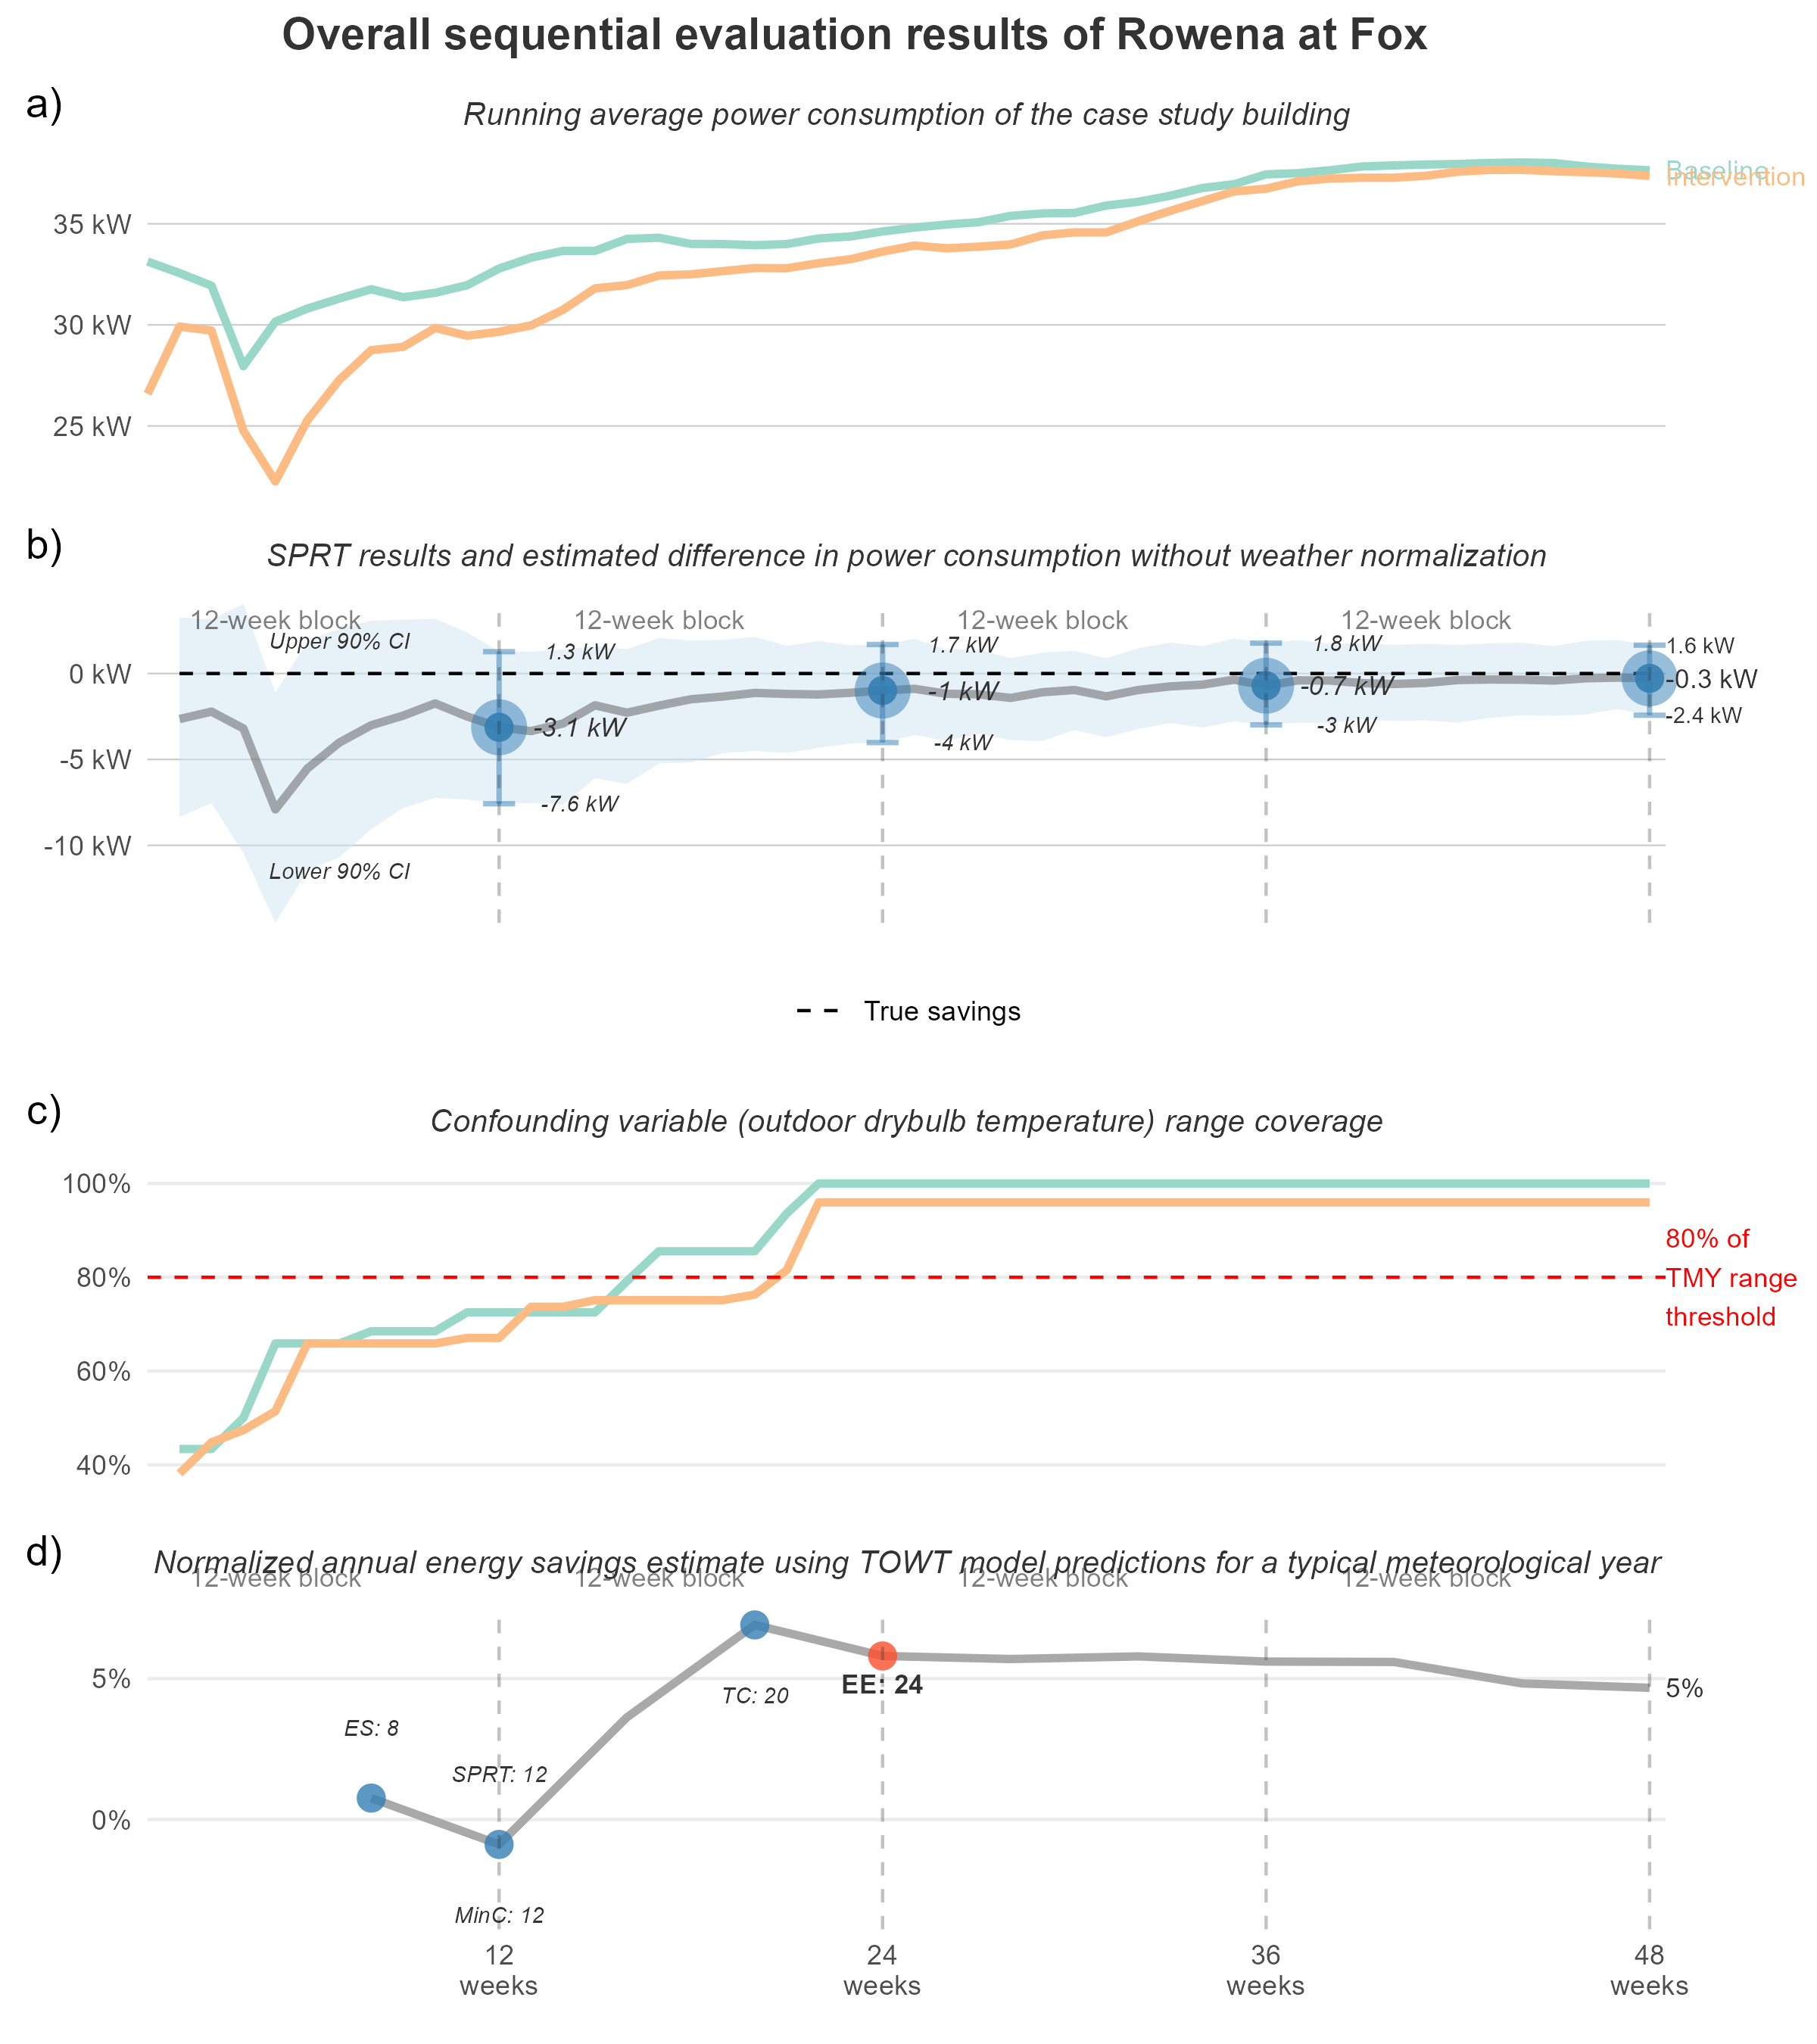 Overall sequential evaluation results of Rowena at Fox
a)
Running average power consumption of the case study building
Baseline
Intervention
35 kW
30 kW
25 kW
b)
SPRT results and estimated difference in power consumption without weather normalization
12-week block
12-week block
12-week block
12-week block
Upper 90% CI
1.3 kW
1.7 kW
1.8 kW
1.6 kW
0 kW
-3.1 kW
-1 kW
-0.7 kW
-0.3 kW
-5 kW
-7.6 kW
-4 kW
-3 kW
-2.4 kW
-10 kW
Lower 90% CI
True savings
c)
Confounding variable (outdoor drybulb temperature) range coverage
100%
80%
60%
40%
80% of
TMY range
threshold
d)
Normalized annual energy savings estimate using TOWT model predictions for a typical meteorological year
12-week block
12-week block
12-week block
12-week block
5%
0%
ES: 8
SPRT: 12
MinC: 12
TC: 20
EE: 24
5%
12
weeks
24
weeks
36
weeks
48
weeks